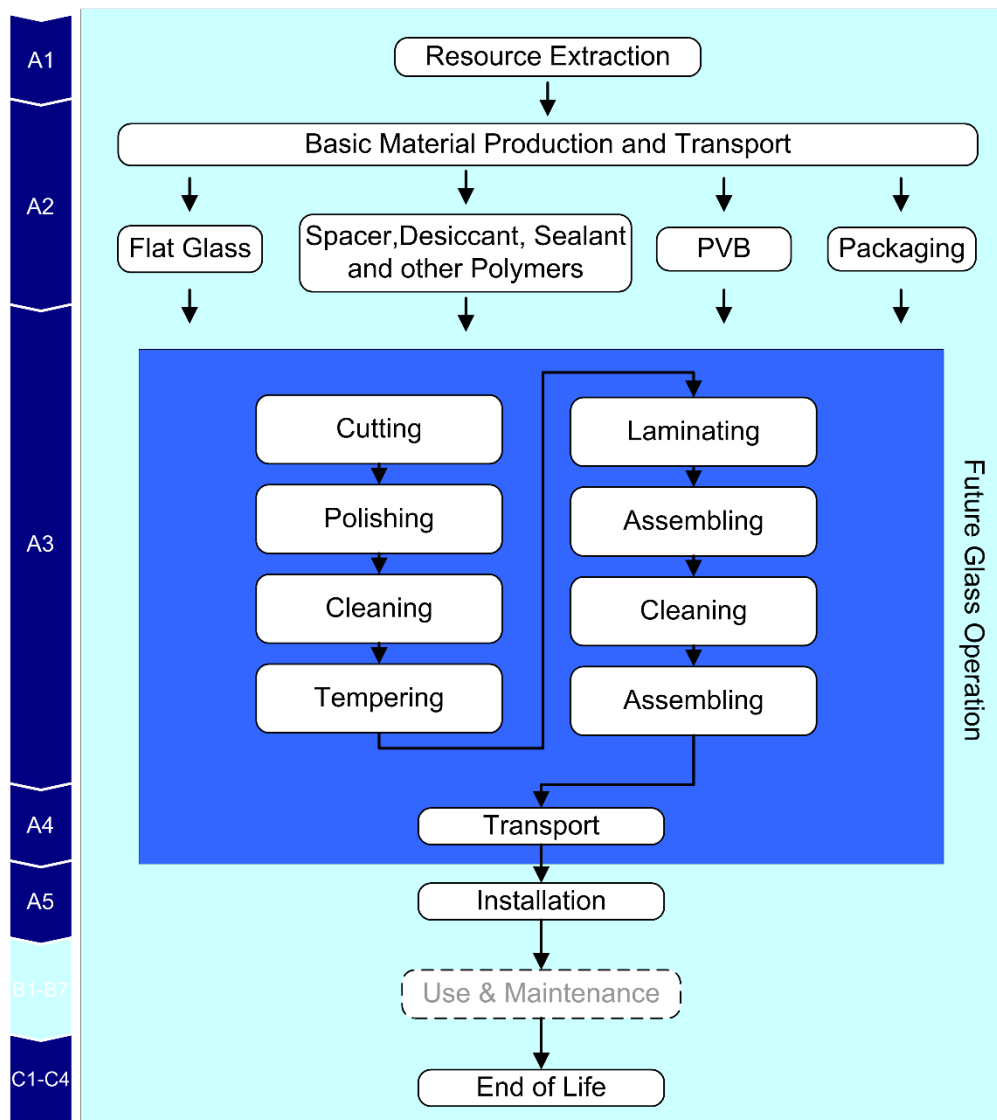 A1
Resource Extraction
A2
Basic Material Production and Transport
Flat Glass
Spacer,Desiccant, Sealant
and other Polymers
PVB
Packaging
A3
Cutting
Polishing
Cleaning
Tempering
Laminating
Assembling
Cleaning
Assembling
Future Glass Operation
A4
Transport
A5
Installation
B1-B7
Use & Maintenance
C1-C4
End of Life